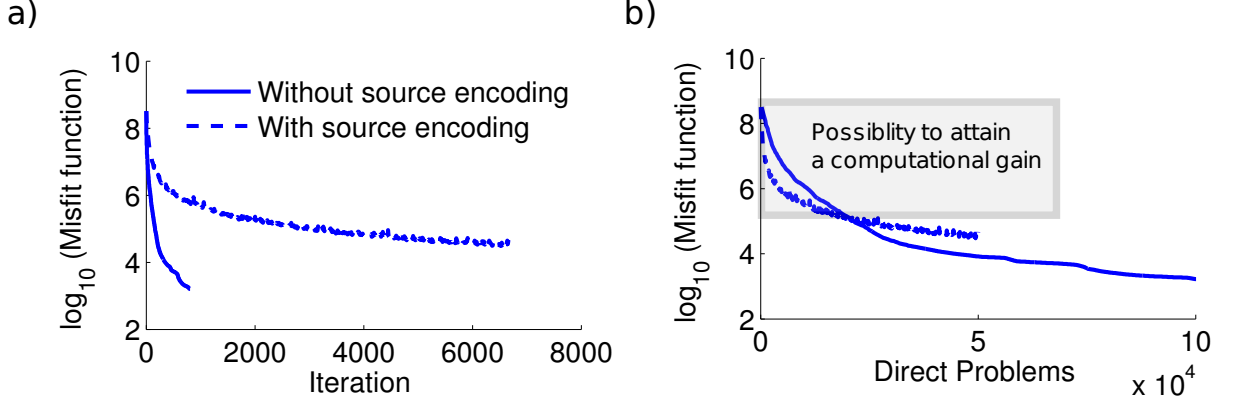 a)
10
8
6
4
2
log10 (Misfit function)
Without source encoding
With source encoding
0 2000 4000 6000 8000
Iteration
b)
10
8
6
4
2
log10 (Misfit function)
Possiblity to attain
a computational gain
0 5 10
Direct Problems
x 10^4